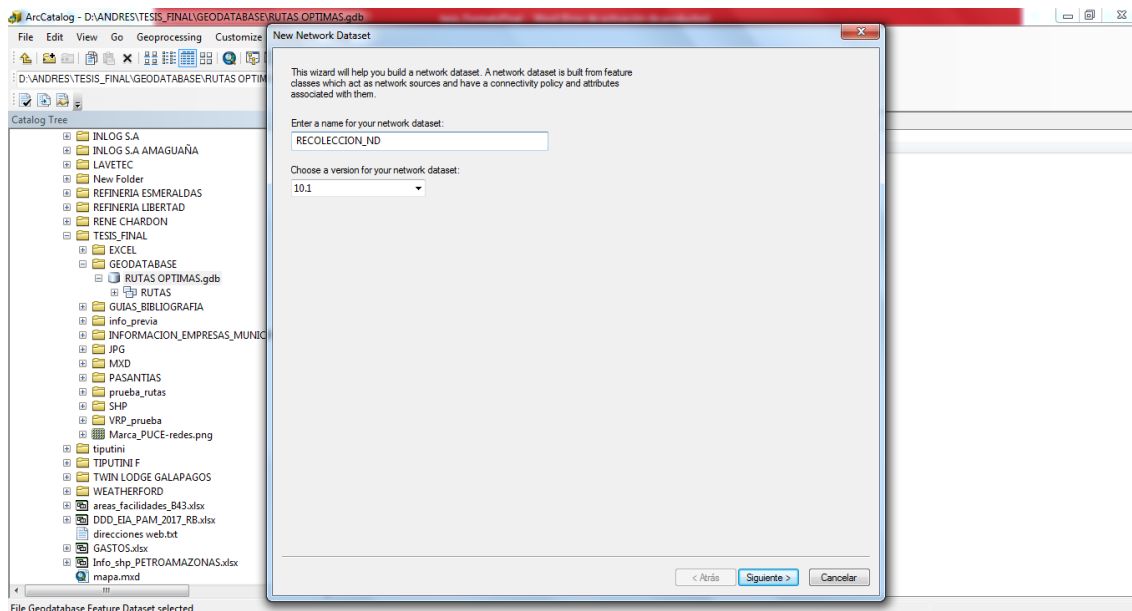 ArcCatalog - D:\ANDRES\TESIS_FINAL\GEODATABASE\RUTAS OPTIMAS.gdb
File Edit View Go Geoprocessing Customize
D:\ANDRES\TESIS_FINAL\GEODATABASE\RUTAS OPTIM
Catalog Tree
INLOG S.A
INLOG S.A AMAGUAÑA
LAVETEC
New Folder
REFINERIA ESMERALDAS
REFINERIA LIBERTAD
RENE CHARDON
TESIS_FINAL
EXCEL
GEODATABASE
RUTAS OPTIMAS.gdb
RUTAS
GUIAS_BIBLIOGRAFIA
info_previa
INFORMACION_EMPRESAS_MUNIC
JPG
MXD
PASANTIAS
prueba_rutas
SHP
VRP_prueba
Marca_PUCE-redes.png
tiputini
TIPUTINI F
TWIN LODGE GALAPAGOS
WEATHERFORD
areas_facilidades_B43.xlsx
DDD_EIA_PAM_2017_RB.xlsx
direcciones web.txt
GASTOS.xlsx
Info_shp_PETROAMAZONAS.xlsx
mapa.mxd
File Geodatabase Feature Dataset selected
New Network Dataset
This wizard will help you build a network dataset. A network dataset is built from feature
classes which act as network sources and have a connectivity policy and attributes
associated with them.
Enter a name for your network dataset:
RECOLECCION_ND
Choose a version for your network dataset:
10.1
< Atrás
Siguiente >
Cancelar